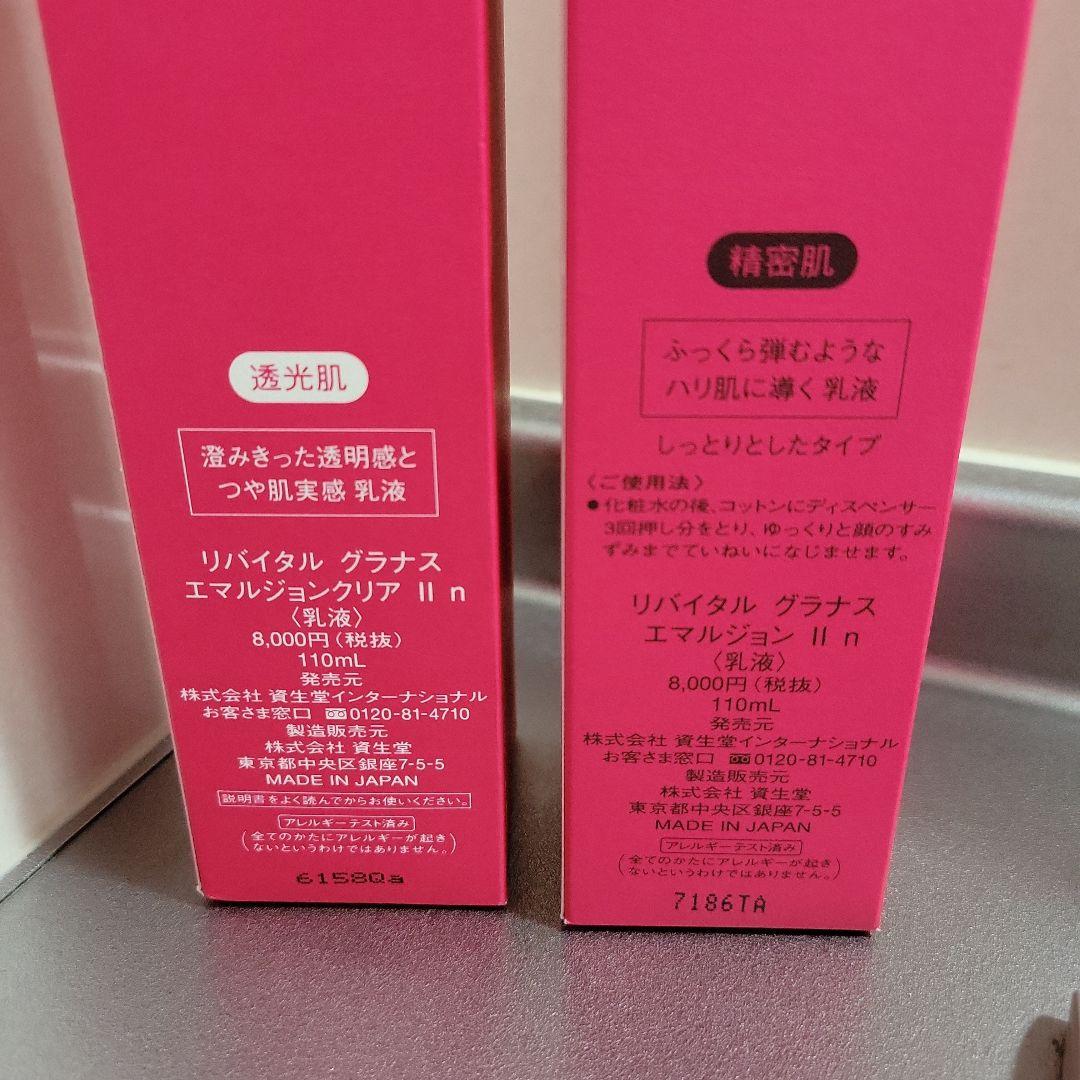 透光肌
澄みきった透明感と
つや肌実感 乳液
リバイタル グラナス
エマルジョンクリア II n
〈乳液〉
8,000円(税抜)
110mL
発売元
株式会社 資生堂インターナショナル
お客さま窓口 0120-81-4710
製造販売元
株式会社 資生堂
東京都中央区銀座7-5-5
MADE IN JAPAN
説明書をよく読んでからお使いください。
アレルギーテスト済み
(全てのかたにアレルギーが起き
ないというわけではありません。)
6158Qa
精密肌
ふっくら弾むような
ハリ肌に導く 乳液
しっとりとしたタイプ
〈ご使用法〉
●化粧水の後、コットンにディスペンサー
3回押し分をとり、ゆっくりと顔のすみ
ずみまでていねいになじませます。
リバイタル グラナス
エマルジョン II n
〈乳液〉
8,000円(税抜)
110mL
発売元
株式会社 資生堂インターナショナル
お客さま窓口 0120-81-4710
製造販売元
株式会社 資生堂
東京都中央区銀座7-5-5
MADE IN JAPAN
アレルギーテスト済み
(全てのかたにアレルギーが起き
ないというわけではありません。)
7186TA